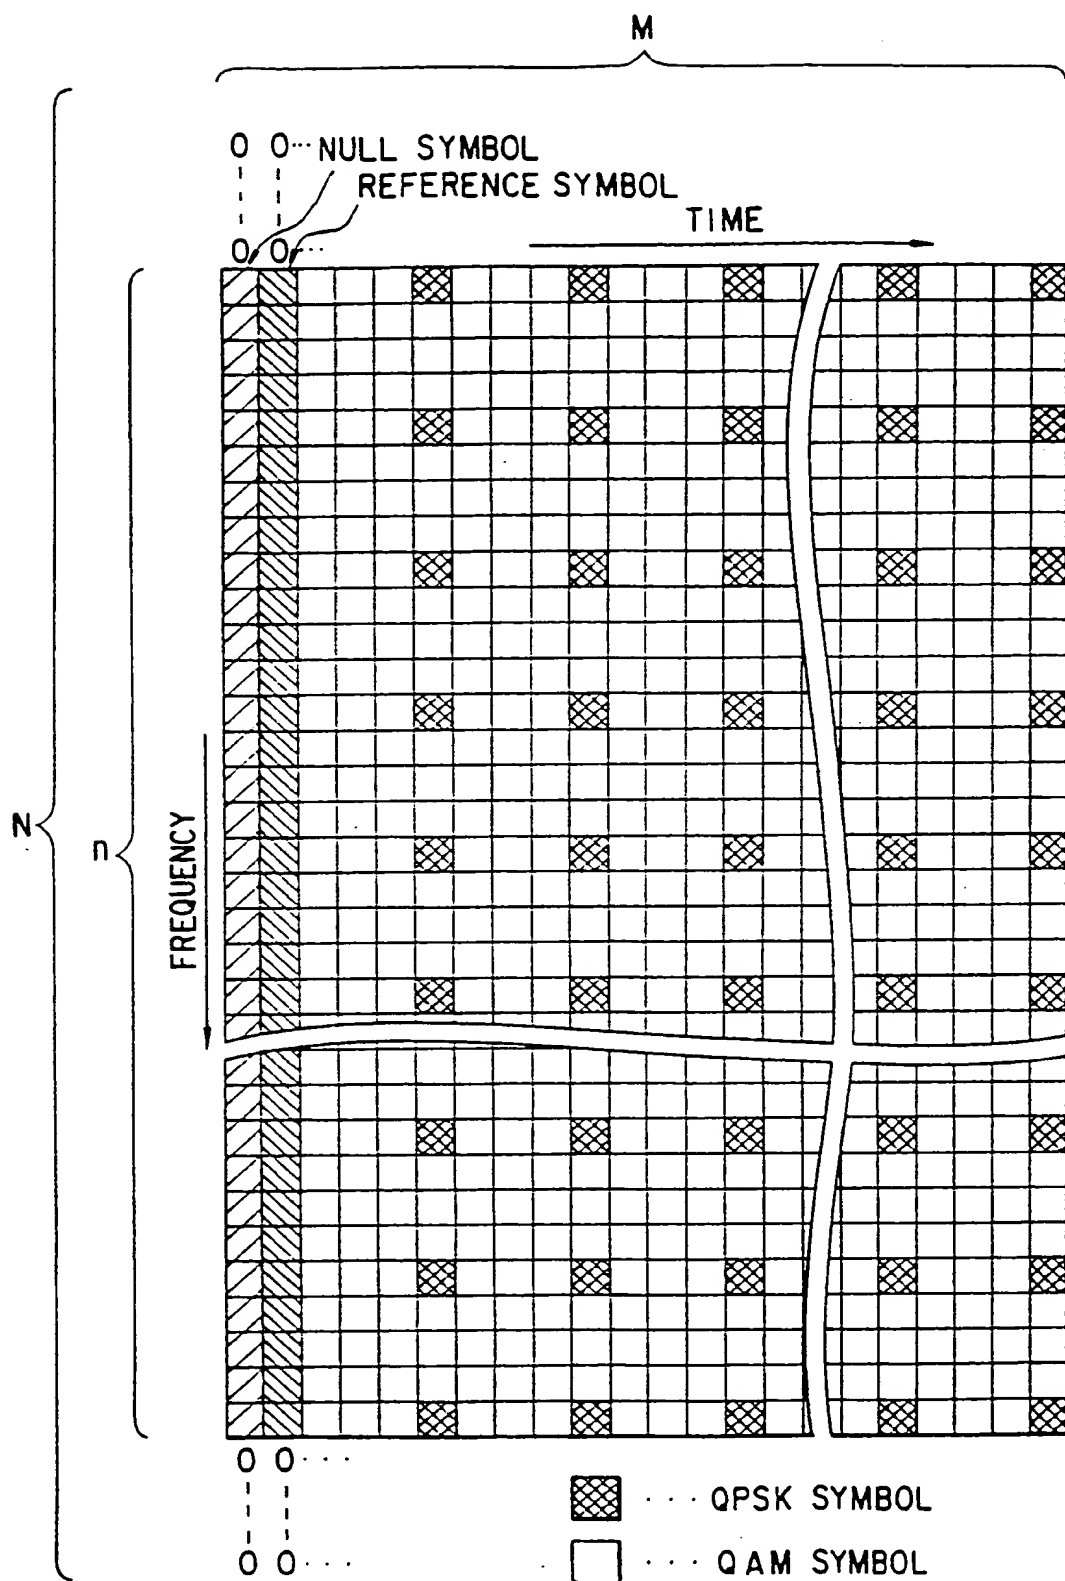 M
0 0··· NULL SYMBOL
REFERENCE SYMBOL
0 0···
TIME
N
n
FREQUENCY
0 0····
0 0····
···· QPSK SYMBOL
···· QAM SYMBOL